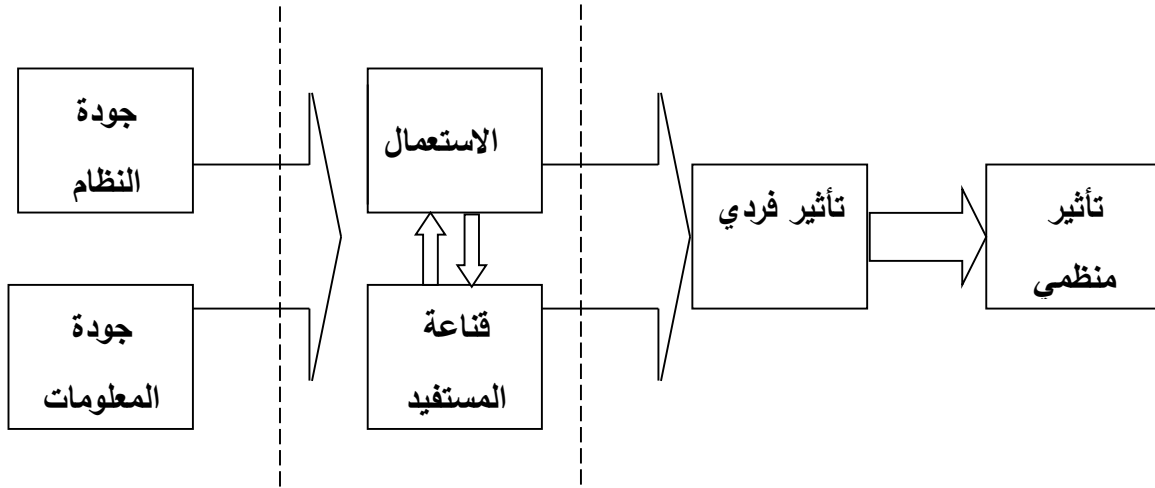 جودة
النظام
جودة
المعلومات
الاستعمال
قناعة
المستفيد
تأثير فردي
تأثير
منظمي